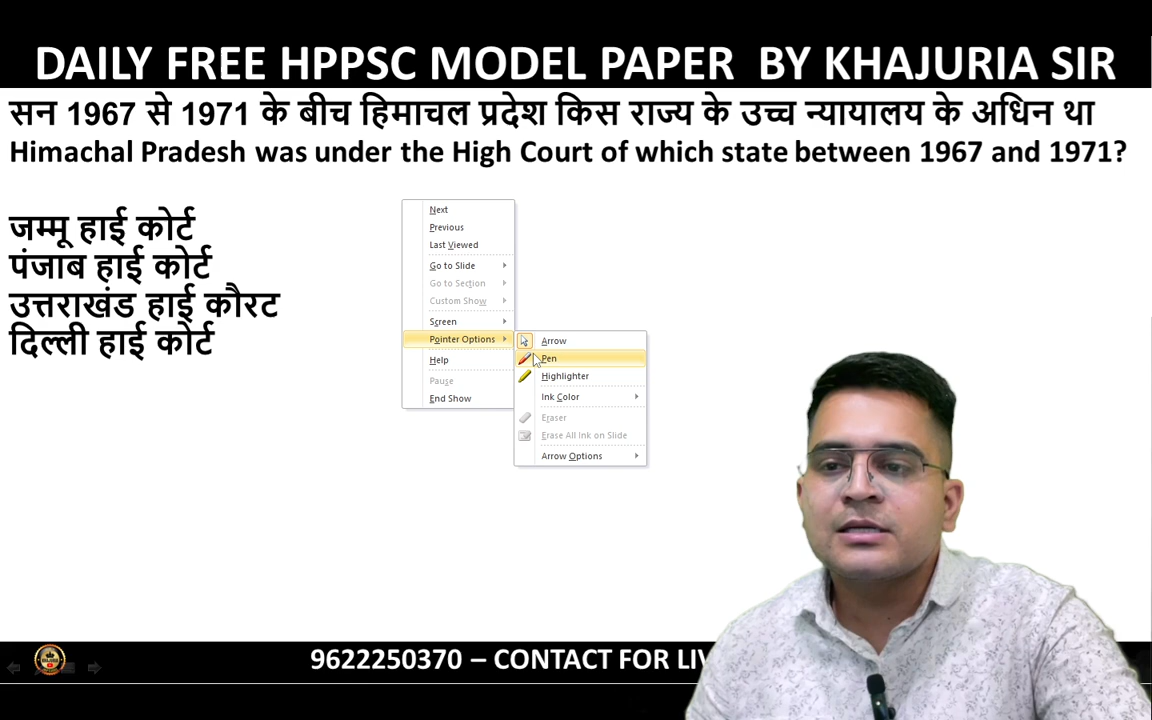 DAILY FREE HPPSC MODEL PAPER BY KHAJURIA SIR
सन 1967 से 1971 के बीच हिमाचल प्रदेश किस राज्य के उच्च न्यायालय के अधिन था
Himachal Pradesh was under the High Court of which state between 1967 and 1971?
जम्मू हाई कोर्ट
पंजाब हाई कोर्ट
उत्तराखंड हाई कौरट
दिल्ली हाई कोर्ट
Next
Previous
Last Viewed
Go to Slide
Go to Section
Custom Show
Screen
Pointer Options
Help
Pause
End Show
Arrow
Pen
Highlighter
Ink Color
Eraser
Erase All Ink on Slide
Arrow Options
9622250370 – CONTACT FOR